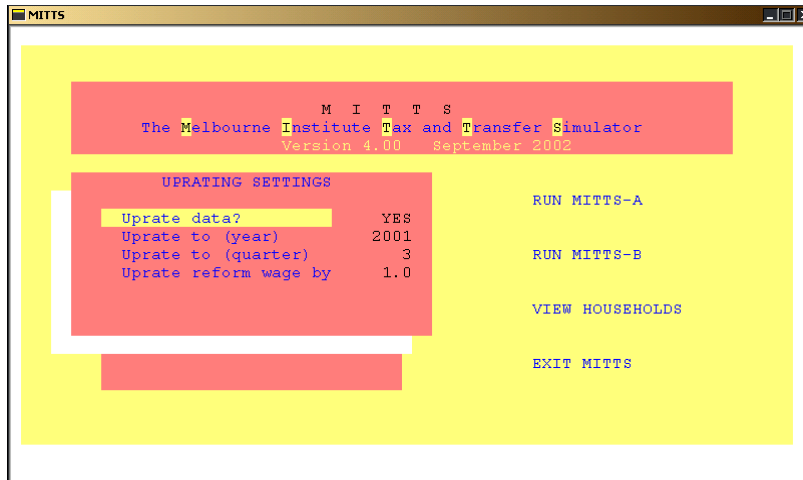 MITTS
M I T T S
The Melbourne Institute Tax and Transfer Simulator
Version 4.00 September 2002
UPRATING SETTINGS
Uprate data? YES
Uprate to (year) 2001
Uprate to (quarter) 3
Uprate reform wage by 1.0
RUN MITTS-A
RUN MITTS-B
VIEW HOUSEHOLDS
EXIT MITTS